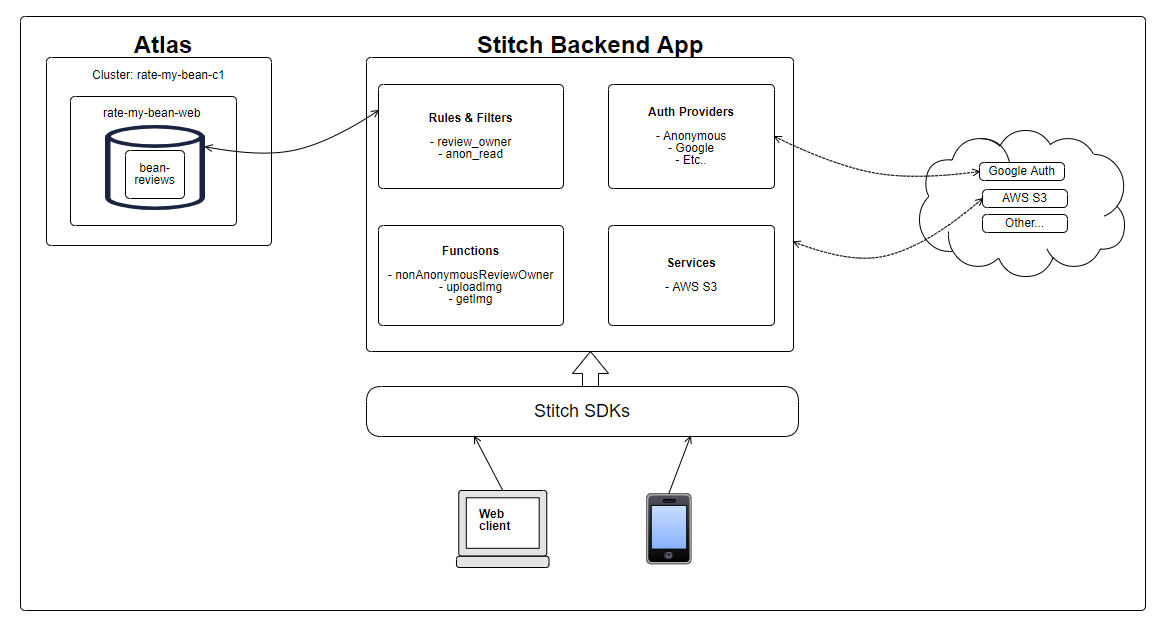 Atlas
Cluster: rate-my-bean-c1
rate-my-bean-web
bean-
reviews
Stitch Backend App
Rules & Filters
- review_owner
- anon_read
Auth Providers
- Anonymous
- Google
- Etc..
Functions
- nonAnonymousReviewOwner
- uploadImg
- getImg
Services
- AWS S3
Google Auth
AWS S3
Other...
Stitch SDKs
Web
client